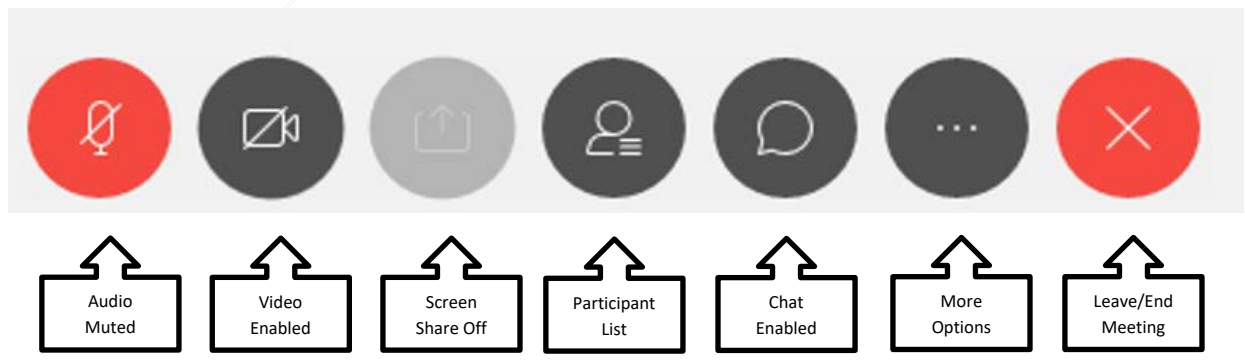 Audio
Muted
Video
Enabled
Screen
Share Off
Participant
List
Chat
Enabled
More
Options
Leave/End
Meeting